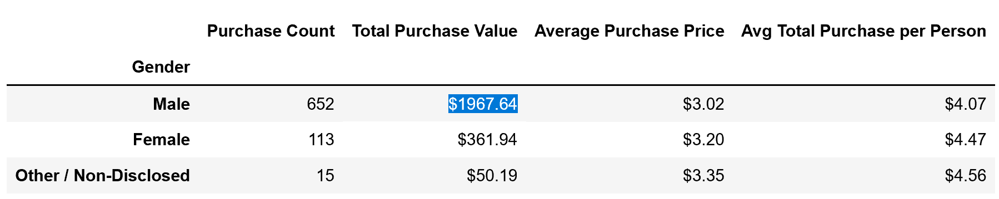 Purchase Count Total Purchase Value Average Purchase Price Avg Total Purchase per Person
Gender
Male 652 $1967.64 $3.02 $4.07
Female 113 $361.94 $3.20 $4.47
Other / Non-Disclosed 15 $50.19 $3.35 $4.56